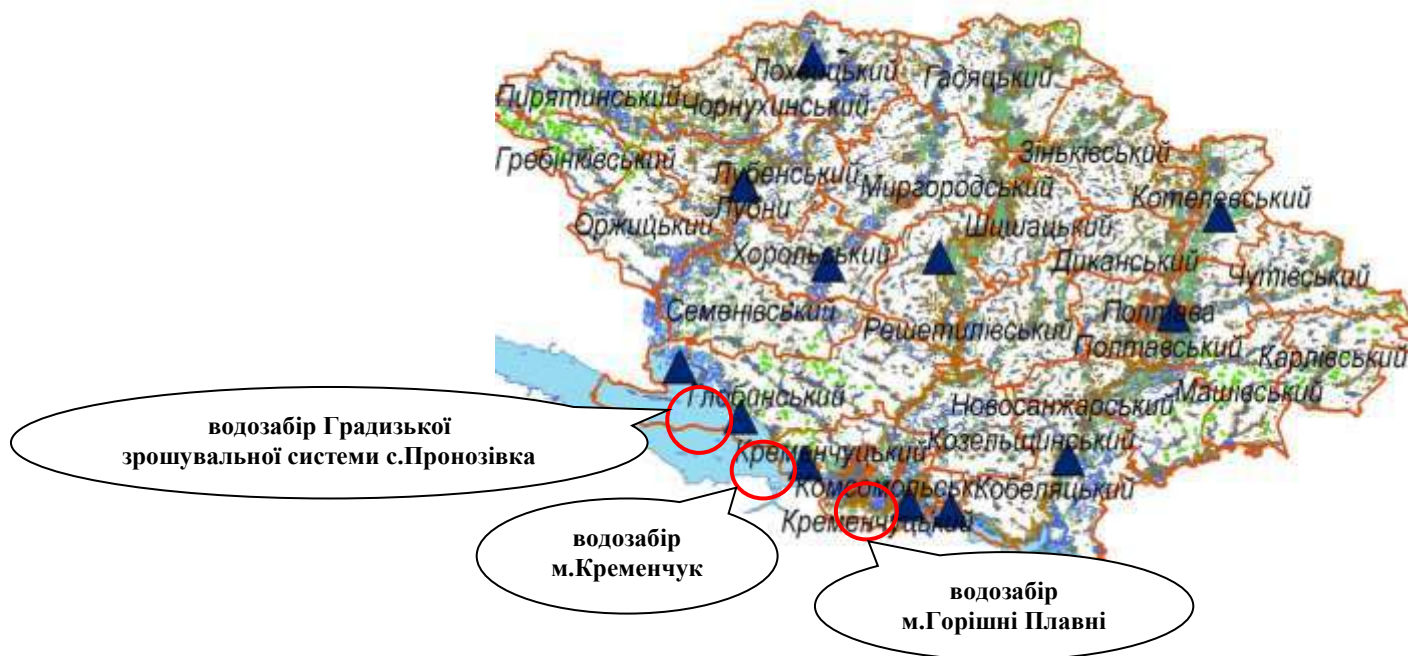 Лохвицький
Гадяцький
Пирятинський
Чорнухинський
Гребінківський
Зіньківський
Лубенський
Миргородський
Котелевський
Лубни
Оржицький
Шишацький
Хорольський
Диканський
Чутівський
Семенівський
Полтава
Решетилівський
Полтавський
Карлівський
Машівський
Глобинський
Новосанжарський
Козельщинський
Кременчуцький
Комсомольськ
Кобеляцький
Кременчуцький
водозабір Градизької
зрошувальної системи с.Пронозівка
водозабір
м.Кременчук
водозабір
м.Горішні Плавні